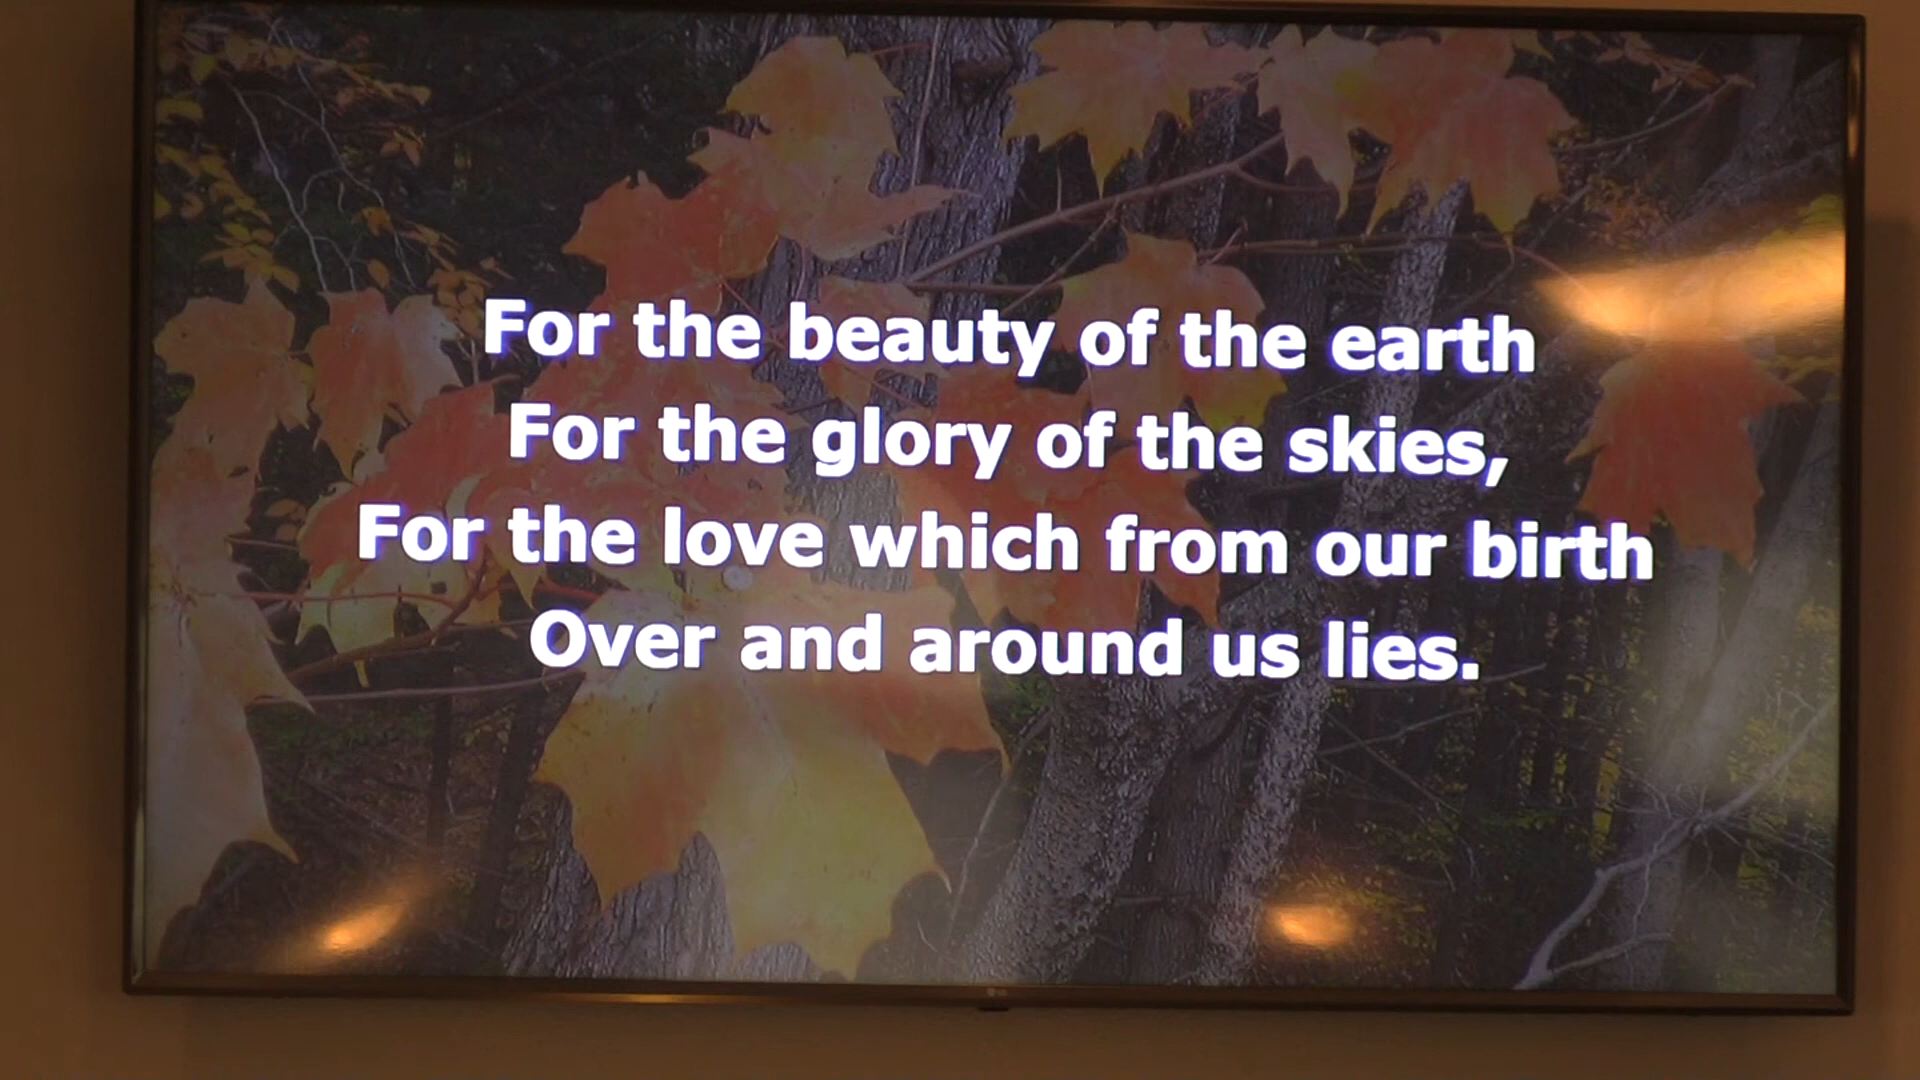 For the beauty of the earth
For the glory of the skies,
For the love which from our birth
Over and around us lies.